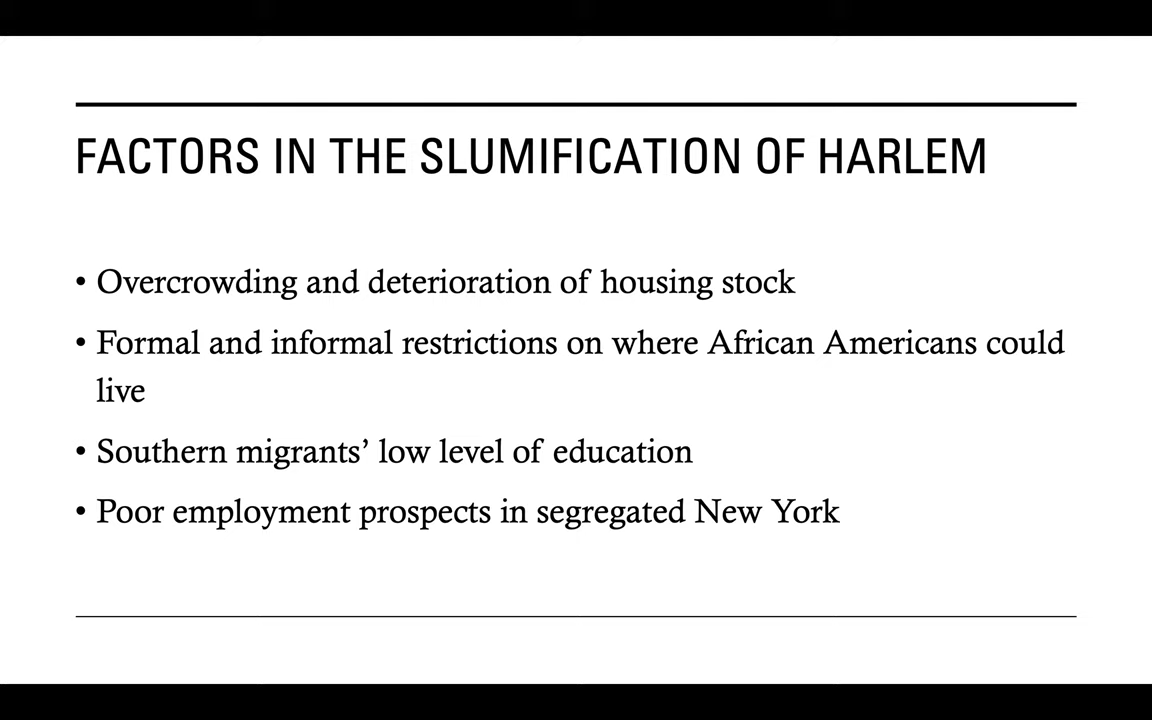 FACTORS IN THE SLUMIFICATION OF HARLEM
• Overcrowding and deterioration of housing stock
• Formal and informal restrictions on where African Americans could
live
• Southern migrants’ low level of education
• Poor employment prospects in segregated New York